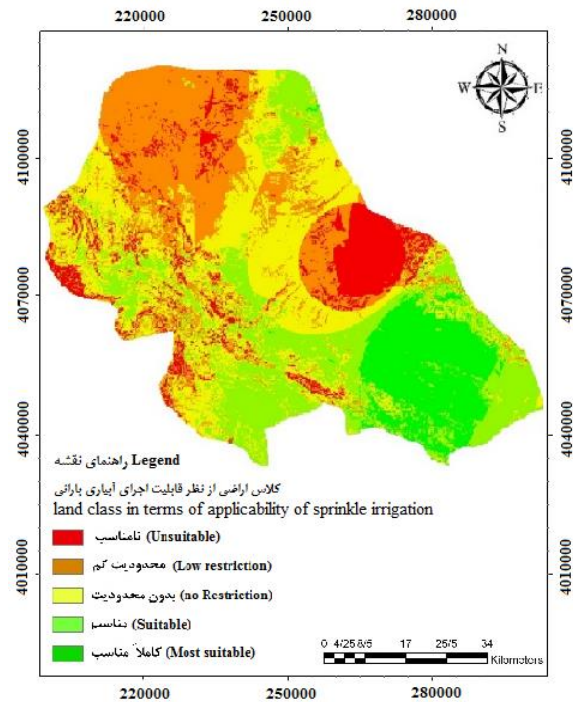 220000 250000 280000
N
W E
S
4100000 4100000
4070000 4070000
4040000 4040000
راهنمای نقشه Legend
کلاس اراضی از نظر قابلیت اجرای آبیاری بارانی
land class in terms of applicability of sprinkle irrigation
نامناسب (Unsuitable)
محدودیت کم (Low restriction)
4010000 4010000
بدون محدودیت (no Restriction)
مناسب (Suitable)
کاملاً مناسب (Most suitable)
0 4/25 8/5 17 25/5 34
Kilometers
220000 250000 280000